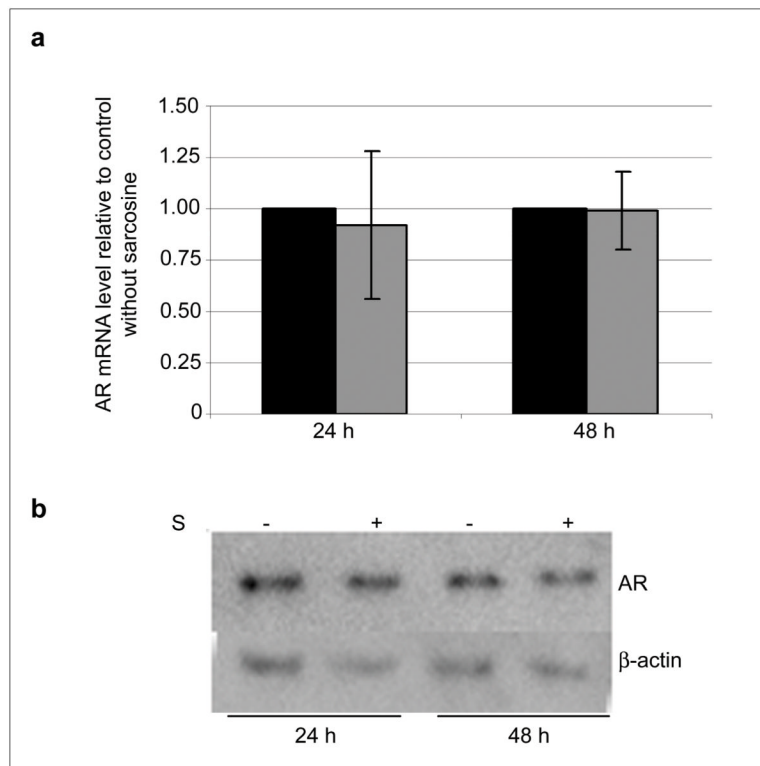 a
AR mRNA level relative to control
without sarcosine
1.50
1.25
1.00
0.75
0.50
0.25
0
24 h
48 h
b
S - + - +
AR
β-actin
24 h
48 h